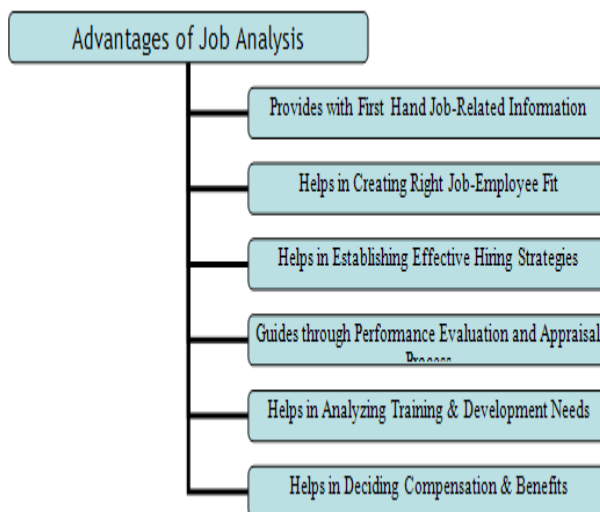 Advantages of Job Analysis
Provides with First Hand Job-Related Information
Helps in Creating Right Job-Employee Fit
Helps in Establishing Effective Hiring Strategies
Guides through Performance Evaluation and Appraisal
Process
Helps in Analyzing Training & Development Needs
Helps in Deciding Compensation & Benefits